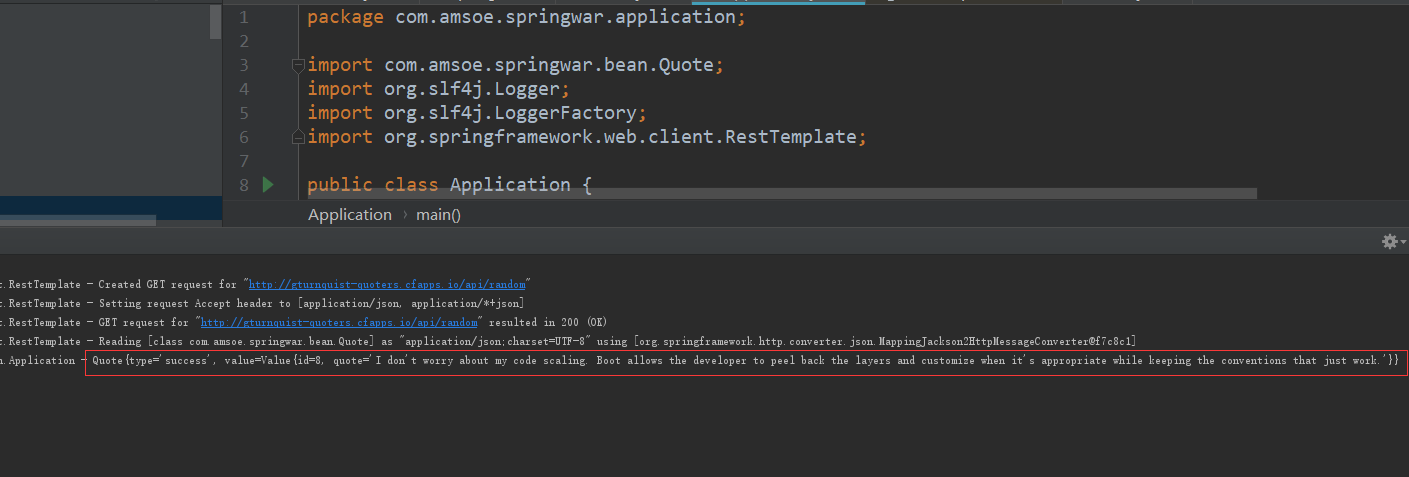 1 package com.amsoe.springwar.application;
2
3 import com.amsoe.springwar.bean.Quote;
4 import org.slf4j.Logger;
5 import org.slf4j.LoggerFactory;
6 import org.springframework.web.client.RestTemplate;
7
8 public class Application {
Application › main()
t.RestTemplate - Created GET request for "http://gturnquist-quoters.cfapps.io/api/random"
t.RestTemplate - Setting request Accept header to [application/json, application/*+json]
t.RestTemplate - GET request for "http://gturnquist-quoters.cfapps.io/api/random" resulted in 200 (OK)
t.RestTemplate - Reading [class com.amsoe.springwar.bean.Quote] as "application/json;charset=UTF-8" using [org.springframework.http.converter.json.MappingJackson2HttpMessageConverter@f7c8c1]
n.Application - Quote{type='success', value=Value{id=8, quote='I don't worry about my code scaling. Boot allows the developer to peel back the layers and customize when it's appropriate while keeping the conventions that just work.'}}